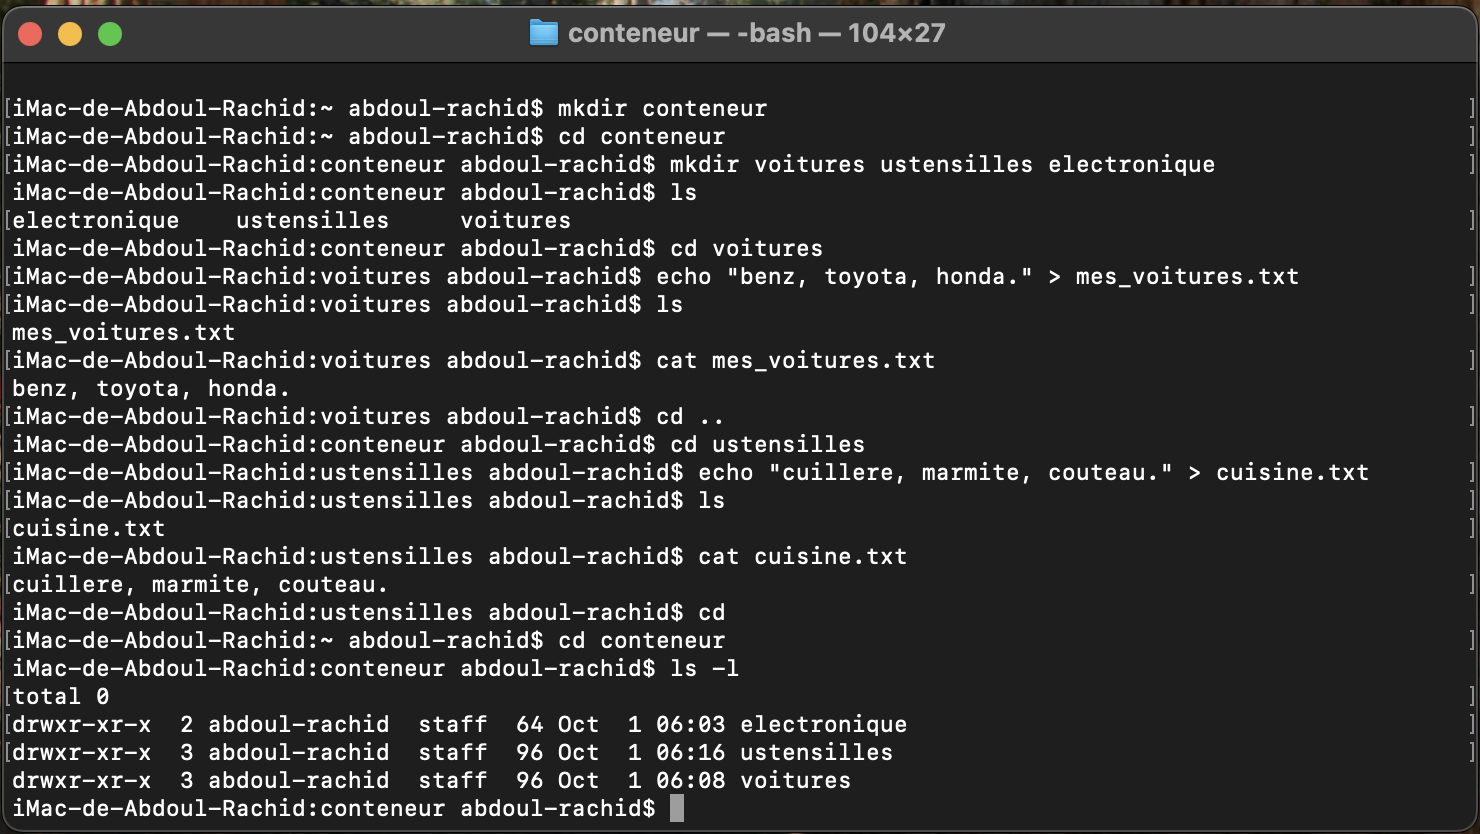 conteneur — -bash — 104×27
iMac-de-Abdoul-Rachid:~ abdoul-rachid$ mkdir conteneur
iMac-de-Abdoul-Rachid:~ abdoul-rachid$ cd conteneur
iMac-de-Abdoul-Rachid:conteneur abdoul-rachid$ mkdir voitures ustensilles electronique
iMac-de-Abdoul-Rachid:conteneur abdoul-rachid$ ls
electronique    ustensilles     voitures
iMac-de-Abdoul-Rachid:conteneur abdoul-rachid$ cd voitures
iMac-de-Abdoul-Rachid:voitures abdoul-rachid$ echo "benz, toyota, honda." > mes_voitures.txt
iMac-de-Abdoul-Rachid:voitures abdoul-rachid$ ls
mes_voitures.txt
iMac-de-Abdoul-Rachid:voitures abdoul-rachid$ cat mes_voitures.txt
benz, toyota, honda.
iMac-de-Abdoul-Rachid:voitures abdoul-rachid$ cd ..
iMac-de-Abdoul-Rachid:conteneur abdoul-rachid$ cd ustensilles
iMac-de-Abdoul-Rachid:ustensilles abdoul-rachid$ echo "cuillere, marmite, couteau." > cuisine.txt
iMac-de-Abdoul-Rachid:ustensilles abdoul-rachid$ ls
cuisine.txt
iMac-de-Abdoul-Rachid:ustensilles abdoul-rachid$ cat cuisine.txt
cuillere, marmite, couteau.
iMac-de-Abdoul-Rachid:ustensilles abdoul-rachid$ cd
iMac-de-Abdoul-Rachid:~ abdoul-rachid$ cd conteneur
iMac-de-Abdoul-Rachid:conteneur abdoul-rachid$ ls -l
total 0
drwxr-xr-x  2 abdoul-rachid  staff  64 Oct  1 06:03 electronique
drwxr-xr-x  3 abdoul-rachid  staff  96 Oct  1 06:16 ustensilles
drwxr-xr-x  3 abdoul-rachid  staff  96 Oct  1 06:08 voitures
iMac-de-Abdoul-Rachid:conteneur abdoul-rachid$